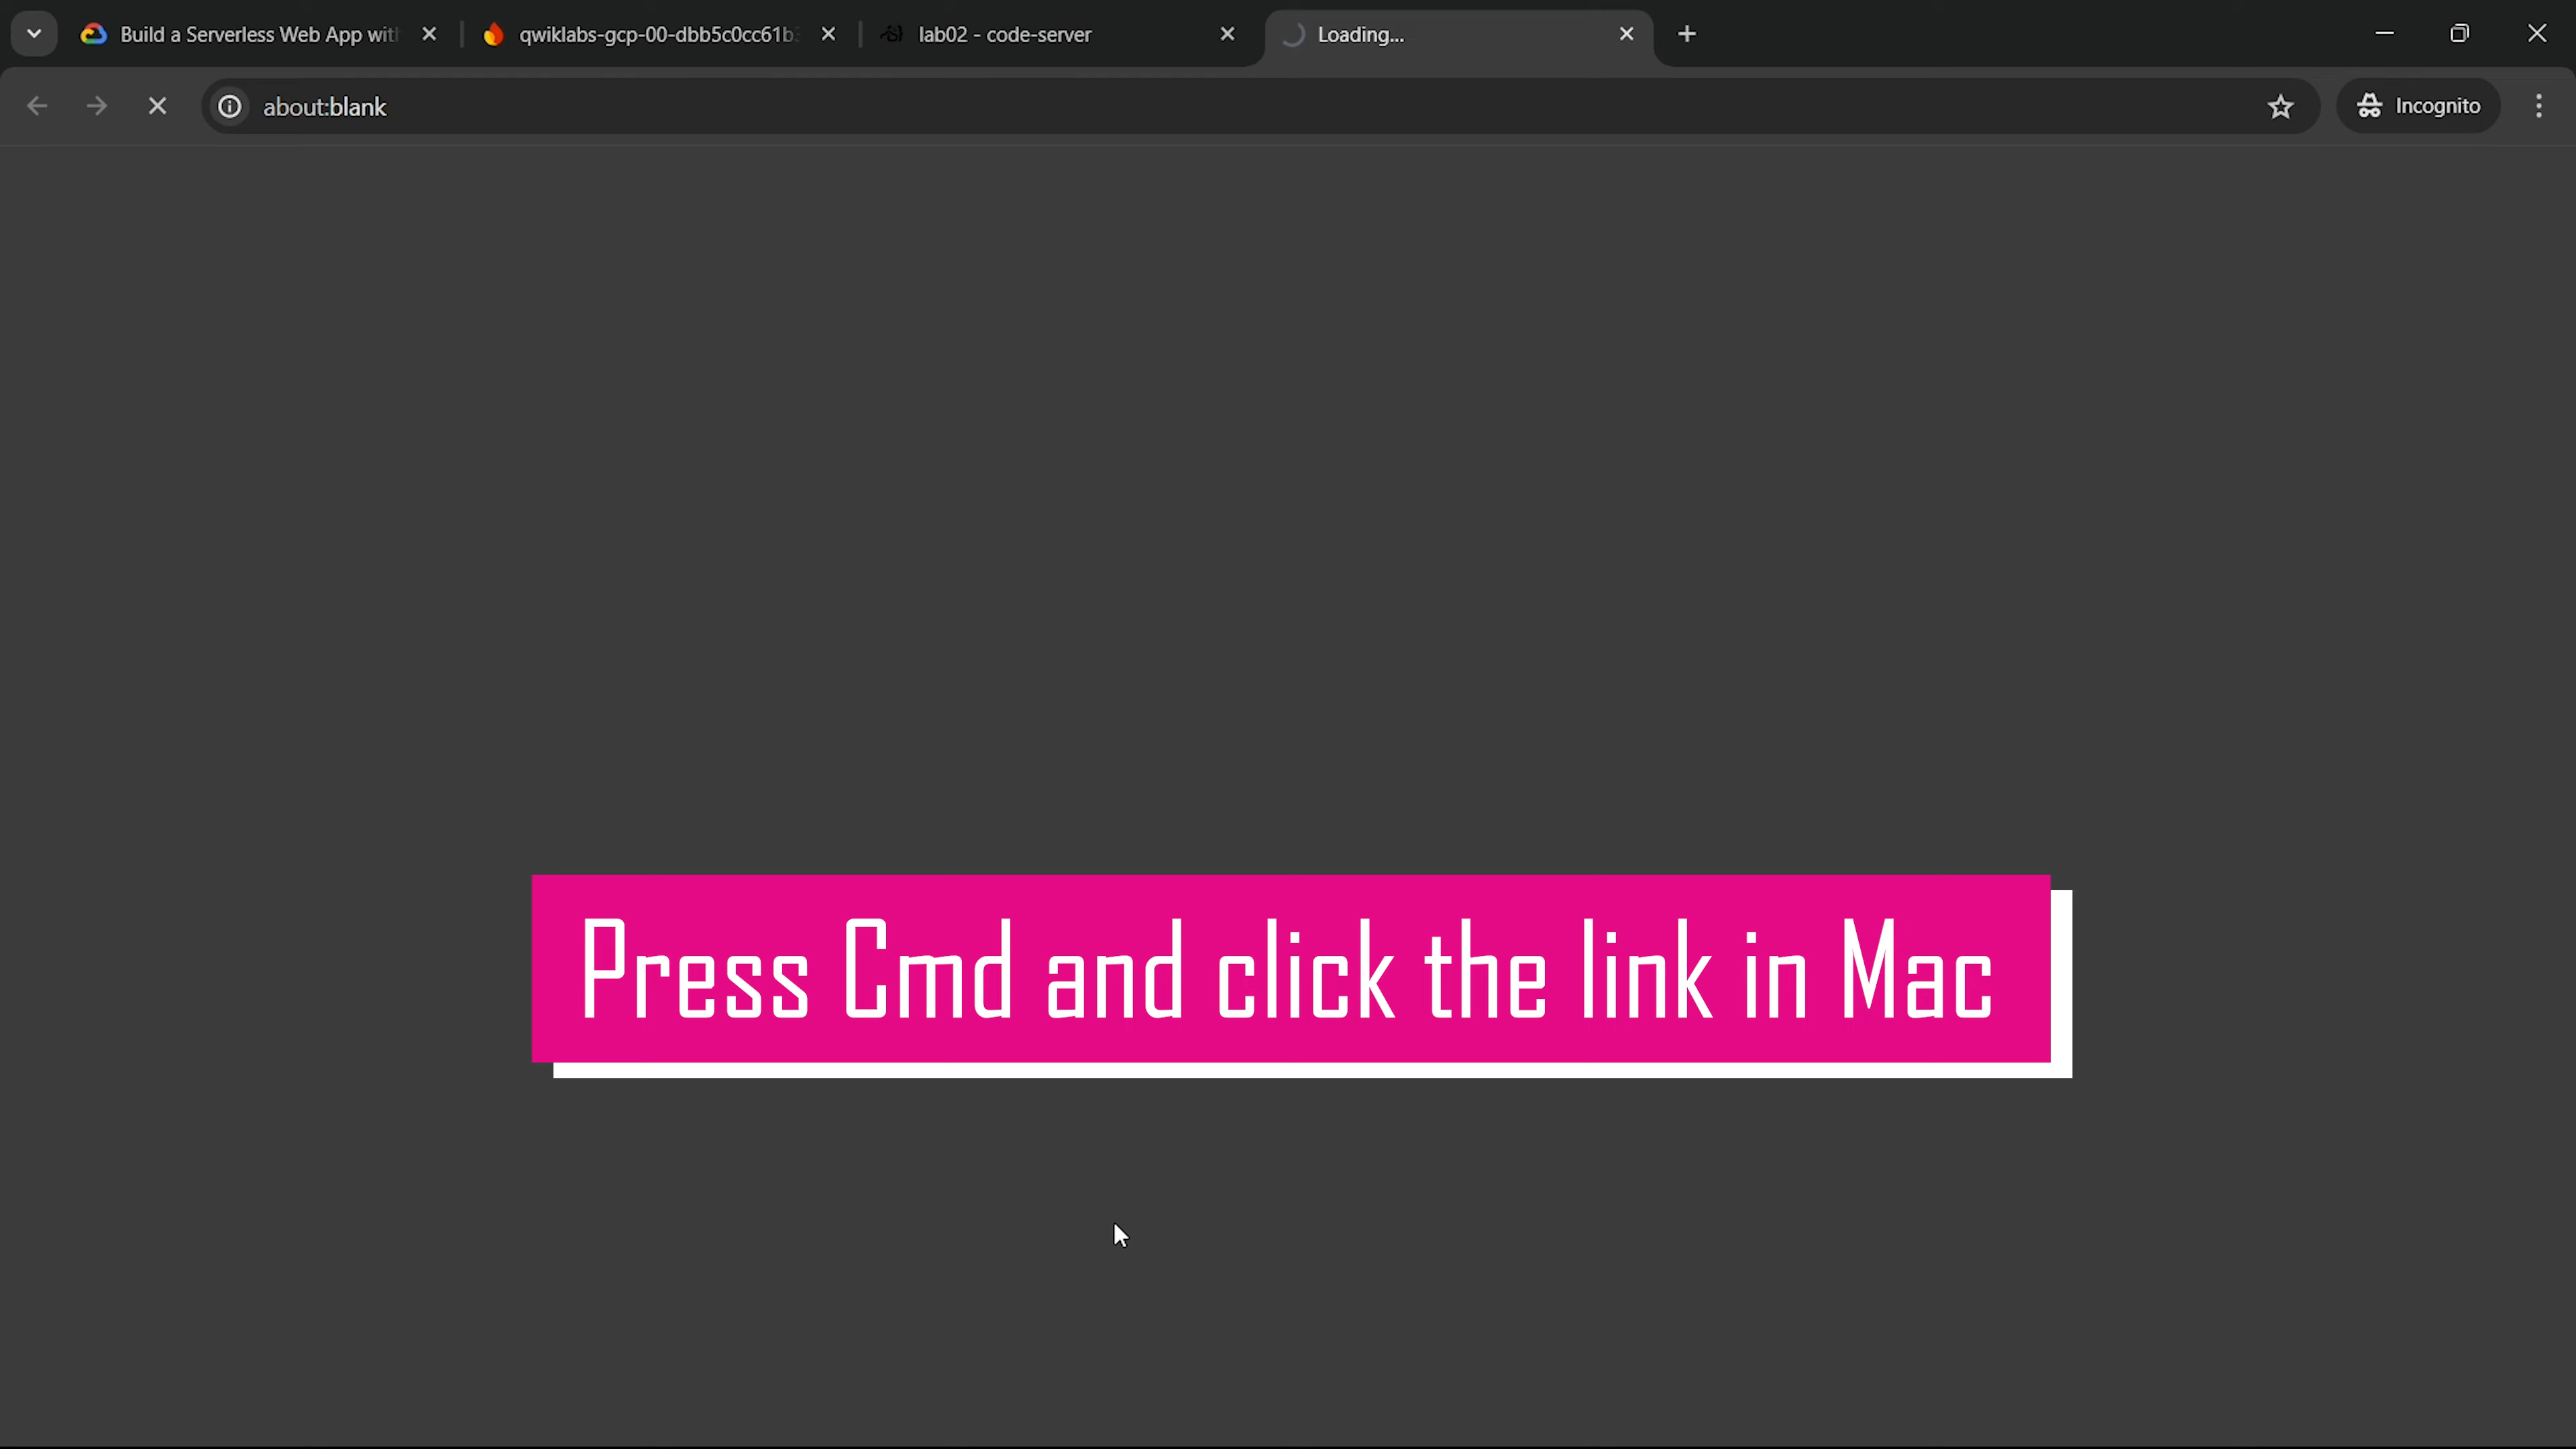 Build a Serverless Web App with
qwiklabs-gcp-00-dbb5c0cc61b
lab02 - code-server
Loading...
about:blank
Incognito
Press Cmd and click the link in Mac